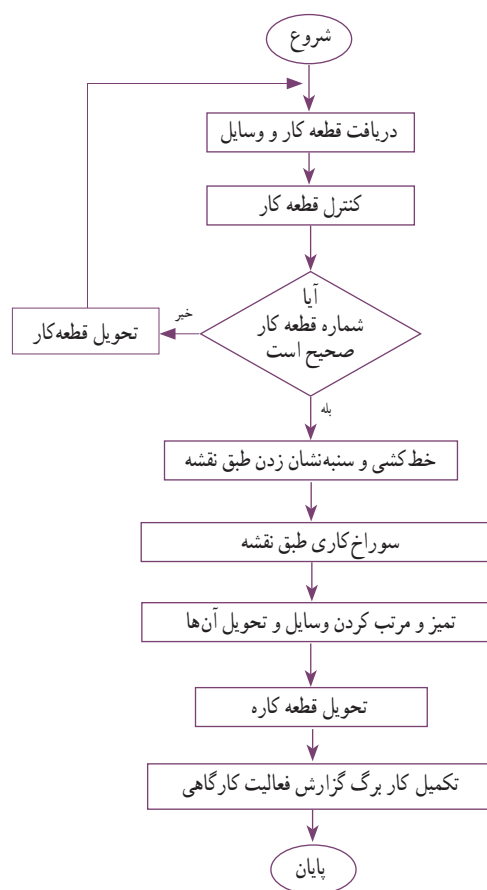 شروع
دریافت قطعه کار و وسایل
کنترل قطعه کار
آیا
شماره قطعه کار
صحیح است
خیر
تحویل قطعه‌کار
بله
خط‌کشی و سنبه‌نشان زدن طبق نقشه
سوراخ‌کاری طبق نقشه
تمیز و مرتب کردن وسایل و تحویل آن‌ها
تحویل قطعه کاره
تکمیل کار برگ گزارش فعالیت کارگاهی
پایان